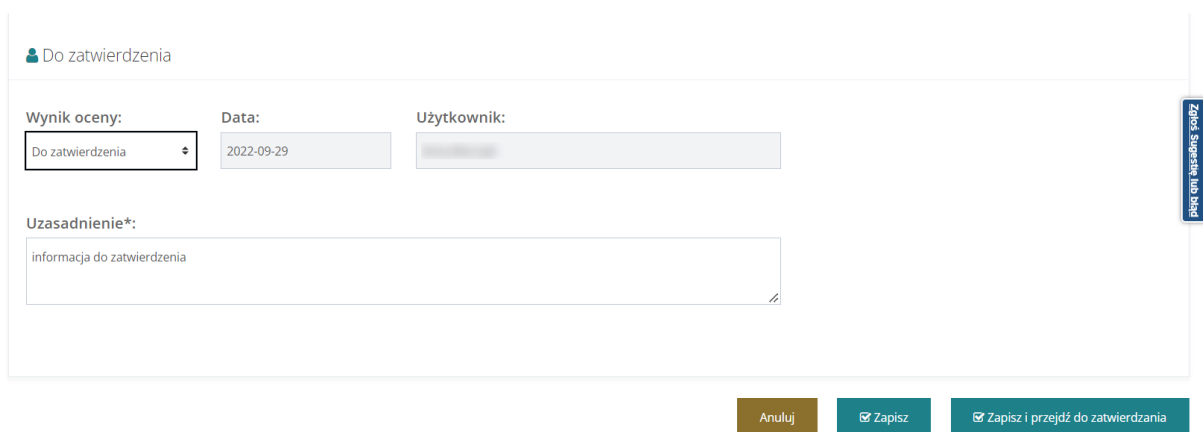 Do zatwierdzenia
Wynik oceny: Data: Użytkownik:
Do zatwierdzenia 2022-09-29
Uzasadnienie*:
informacja do zatwierdzenia
Anuluj Zapisz Zapisz i przejdź do zatwierdzania
Zgłoś Sugestię lub błąd